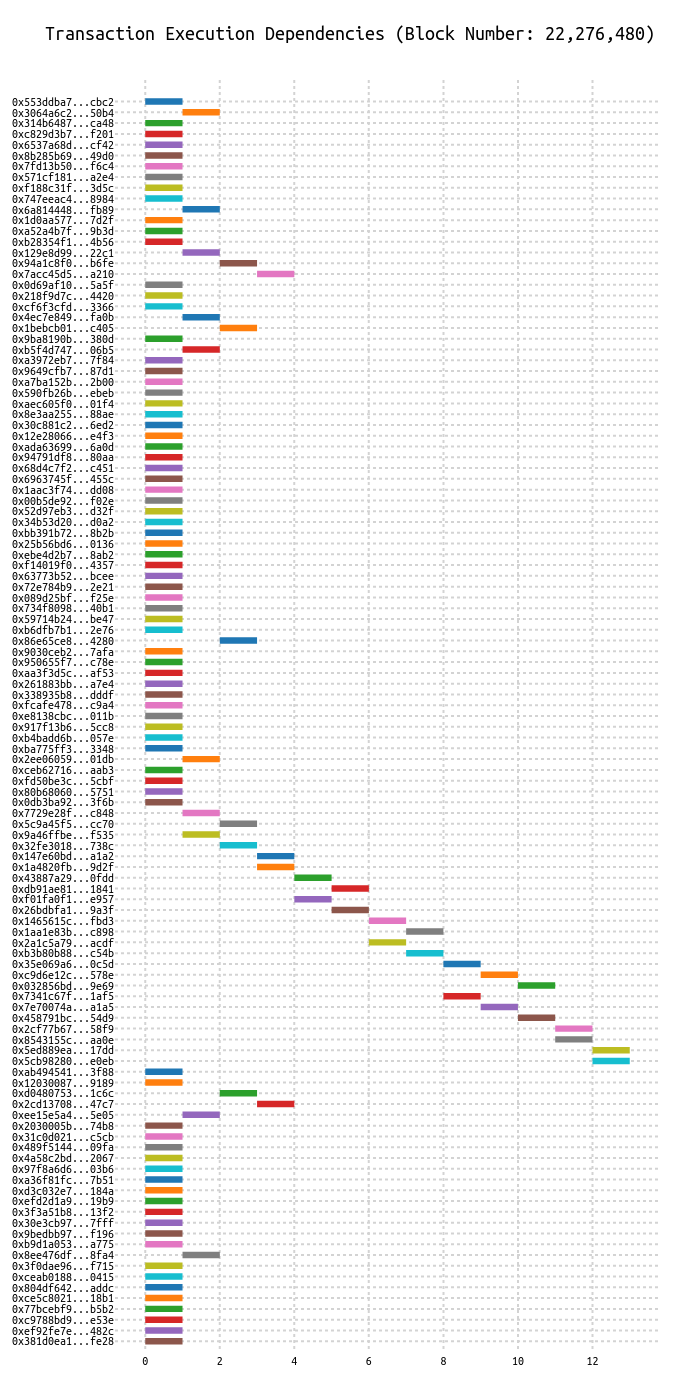 Transaction Execution Dependencies (Block Number: 22,276,480)
0x553ddba7...cbc2
0x3064a6c2...50b4
0x314b6487...ca48
0xc829d3b7...f201
0x6537a68d...cf42
0x8b285b69...49d0
0x7fd13b50...f6c4
0x571cf181...a2e4
0xf188c31f...3d5c
0x747eeac4...8984
0x6a814448...fb89
0x1d0aa577...7d2f
0xa52a4b7f...9b3d
0xb28354f1...4b56
0x129e8d99...22c1
0x94a1c8f0...b6fe
0x7acc45d5...a210
0x0d69af10...5a5f
0x218f9d7c...4420
0xcf6f3cfd...3366
0x4ec7e849...fa0b
0x1bebcb01...c405
0x9ba8190b...380d
0xb5f4d747...06b5
0xa3972eb7...7f84
0x9649cfb7...87d1
0xa7ba152b...2b00
0x590fb26b...ebeb
0xaec605f0...01f4
0x8e3aa255...88ae
0x30c881c2...6ed2
0x12e28066...e4f3
0xada63699...6a0d
0x94791df8...80aa
0x68d4c7f2...c451
0x6963745f...455c
0x1aac3f74...dd08
0x00b5de92...f02e
0x52d97eb3...d32f
0x34b53d20...d0a2
0xbb391b72...8b2b
0x25b56bd6...0136
0xebe4d2b7...8ab2
0xf14019f0...4357
0x63773b52...bcee
0x72e784b9...2e21
0x089d25bf...f25e
0x734f8098...40b1
0x59714b24...be47
0xb6dfb7b1...2e76
0x86e65ce8...4280
0x9030ceb2...7afa
0x950655f7...c78e
0xaa3f3d5c...af53
0x261883bb...a7e4
0x338935b8...dddf
0xfcafe478...c9a4
0xe8138cbc...011b
0x917f13b6...5cc8
0xb4badd6b...057e
0xba775ff3...3348
0x2ee06059...01db
0xceb62716...aab3
0xfd50be3c...5cbf
0x80b68060...5751
0x0db3ba92...3f6b
0x7729e28f...c848
0x5c9a45f5...cc70
0x9a46ffbe...f535
0x32fe3018...738c
0x147e60bd...a1a2
0x1a4820fb...9d2f
0x43887a29...0fdd
0xdb91ae81...1841
0xf01fa0f1...e957
0x26bdbfa1...9a3f
0x1465615c...fbd3
0x1aa1e83b...c898
0x2a1c5a79...acdf
0xb3b80b88...c54b
0x35e069a6...0c5d
0xc9d6e12c...578e
0x032856bd...9e69
0x7341c67f...1af5
0x7e70074a...a1a5
0x458791bc...54d9
0x2cf77b67...58f9
0x8543155c...aa0e
0x5ed889ea...17dd
0x5cb98280...e0eb
0xab494541...3f88
0x12030087...9189
0xd0480753...1c6c
0x2cd13708...47c7
0xee15e5a4...5e05
0x2030005b...74b8
0x31c0d021...c5cb
0x489f5144...09fa
0x4a58c2bd...2067
0x97f8a6d6...03b6
0xa36f81fc...7b51
0xd3c032e7...184a
0xefd2d1a9...19b9
0x3f3a51b8...13f2
0x30e3cb97...7fff
0x9bedbb97...f196
0xb9d1a053...a775
0x8ee476df...8fa4
0x3f0dae96...f715
0xceab0188...0415
0x804df642...addc
0xce5c8021...18b1
0x77bcebf9...b5b2
0xc9788bd9...e53e
0xef92fe7e...482c
0x381d0ea1...fe28
0 2 4 6 8 10 12